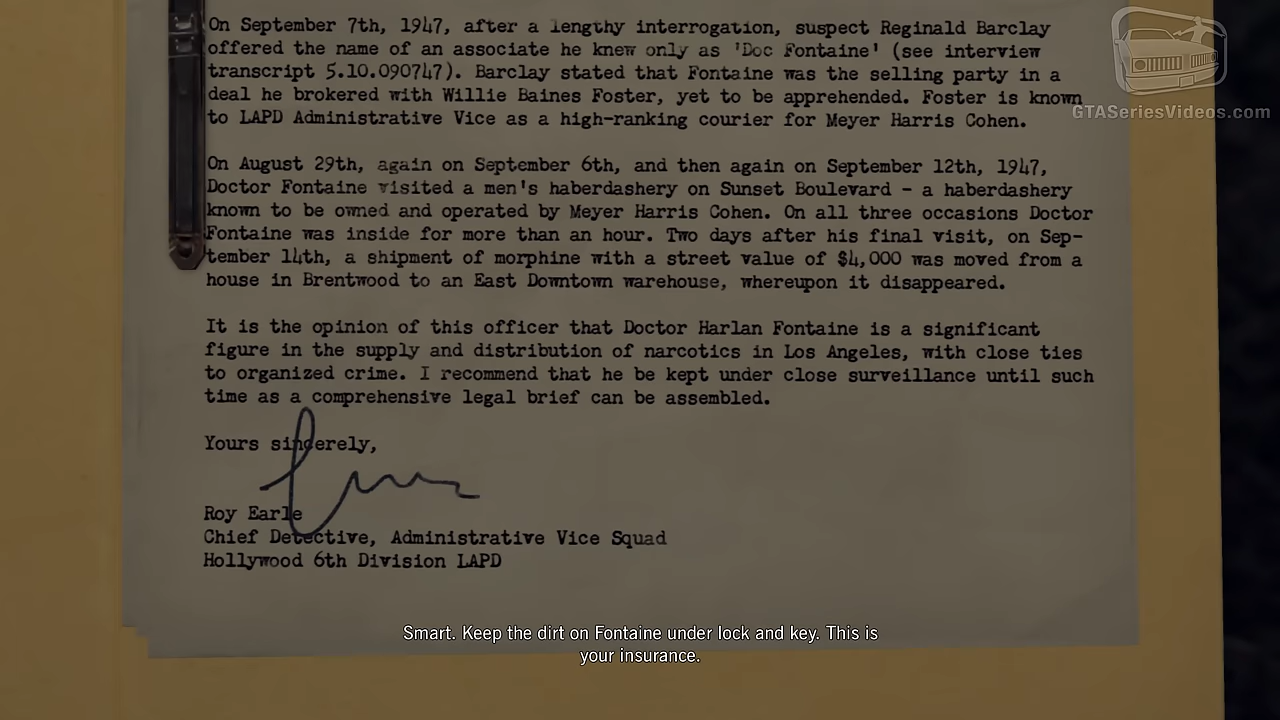 On September 7th, 1947, after a lengthy interrogation, suspect Reginald Barclay
offered the name of an associate he knew only as 'Doc Fontaine' (see interview
transcript 5.10.090747). Barclay stated that Fontaine was the selling party in a
deal he brokered with Willie Baines Foster, yet to be apprehended. Foster is known
to LAPD Administrative Vice as a high-ranking courier for Meyer Harris Cohen.
On August 29th, again on September 6th, and then again on September 12th, 1947,
Doctor Fontaine visited a men's haberdashery on Sunset Boulevard - a haberdashery
known to be owned and operated by Meyer Harris Cohen. On all three occasions Doctor
Fontaine was inside for more than an hour. Two days after his final visit, on Sep-
tember 14th, a shipment of morphine with a street value of $4,000 was moved from a
house in Brentwood to an East Downtown warehouse, whereupon it disappeared.
It is the opinion of this officer that Doctor Harlan Fontaine is a significant
figure in the supply and distribution of narcotics in Los Angeles, with close ties
to organized crime. I recommend that he be kept under close surveillance until such
time as a comprehensive legal brief can be assembled.
Yours sincerely,
Roy Earle
Chief Detective, Administrative Vice Squad
Hollywood 6th Division LAPD
Smart. Keep the dirt on Fontaine under lock and key. This is
your insurance.
GTASeriesVideos.com